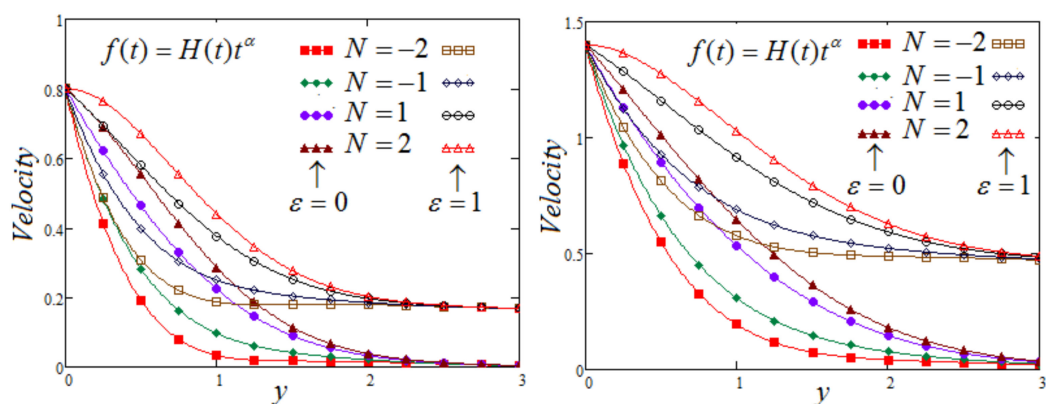 f(t) = H(t)t^α
N = −2
N = −1
N = 1
N = 2
ε = 0
ε = 1
Velocity
0.8
0.6
0.4
0.2
0
0
1
2
3
y
1.5
f(t) = H(t)t^α
N = −2
N = −1
N = 1
N = 2
ε = 0
ε = 1
Velocity
1
0.5
0
0
1
2
3
y